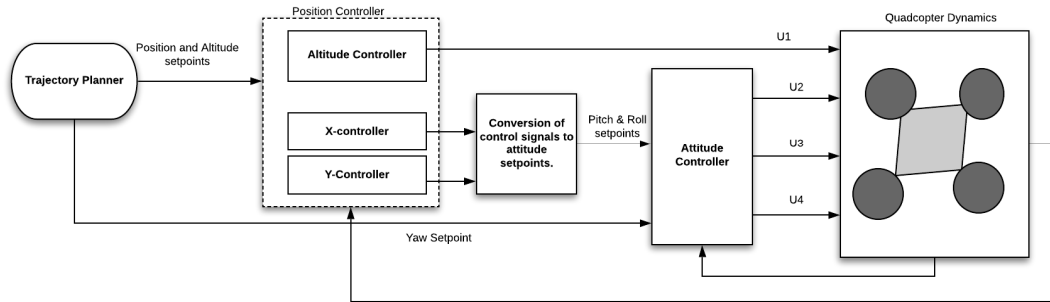 Position Controller
Quadcopter Dynamics
Altitude Controller
U1
Position and Altitude
setpoints
Trajectory Planner
U2
Conversion of
control signals to
attitude
setpoints.
Pitch & Roll
setpoints
X-controller
Attitude
Controller
U3
Y-Controller
U4
Yaw Setpoint